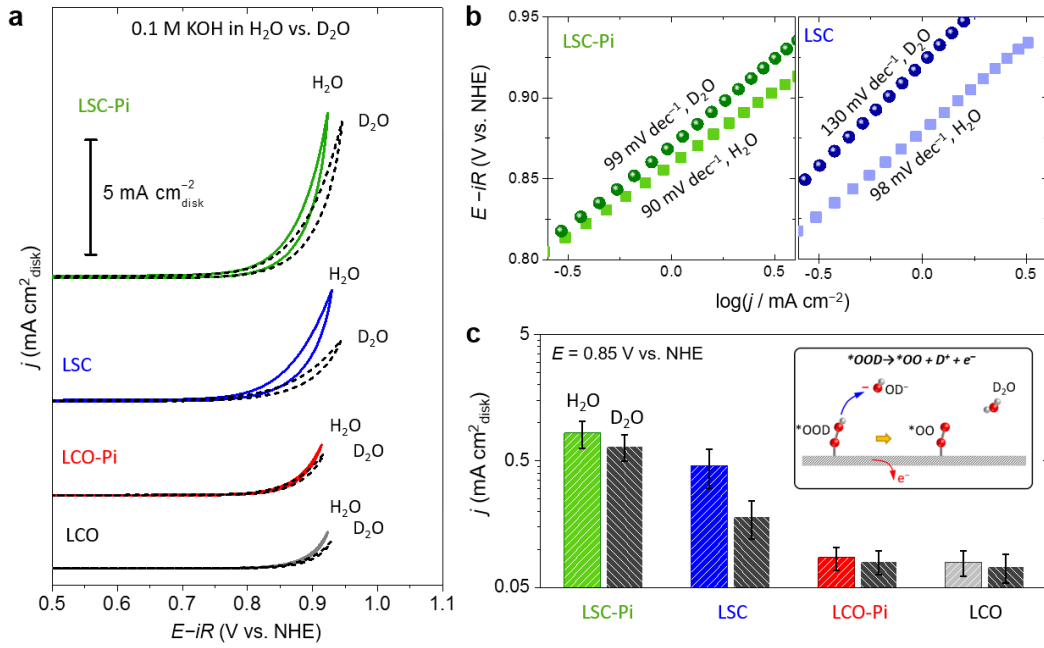 a
0.1 M KOH in H₂O vs. D₂O
H₂O
LSC-Pi
D₂O
5 mA cm⁻²disk
H₂O
D₂O
LSC
H₂O
LCO-Pi
D₂O
H₂O
LCO
D₂O
j (mA cm²disk)
0.5 0.6 0.7 0.8 0.9 1.0 1.1
E-iR (V vs. NHE)
b
0.95
0.90
0.85
0.80
E −iR (V vs. NHE)
LSC-Pi
99 mV dec⁻¹, D₂O
90 mV dec⁻¹, H₂O
LSC
130 mV dec⁻¹, D₂O
98 mV dec⁻¹, H₂O
-0.5 0.0 0.5 -0.5 0.0 0.5
log(j / mA cm⁻²)
c
5
0.5
0.05
j (mA cm²disk)
E = 0.85 V vs. NHE
H₂O
D₂O
*OOD→*OO + D⁺ + e⁻
OD⁻
D₂O
*OOD
*OO
e⁻
LSC-Pi LSC LCO-Pi LCO